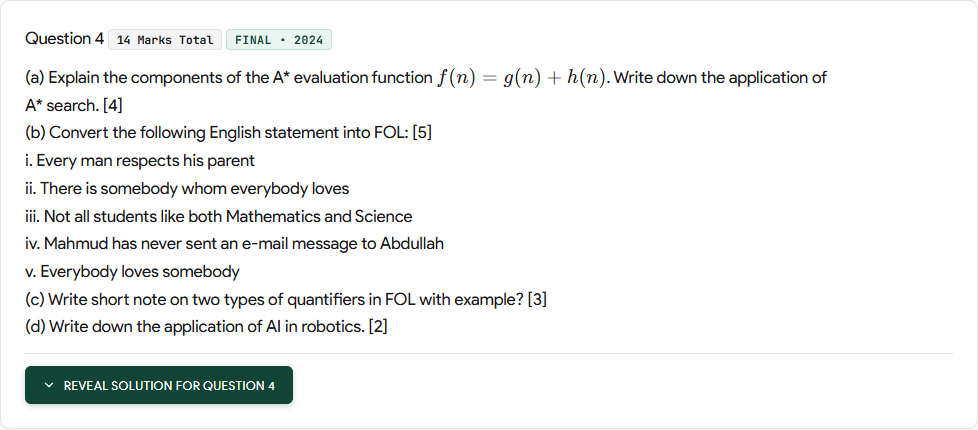 Question 4 14 Marks Total FINAL • 2024
(a) Explain the components of the A* evaluation function f(n) = g(n) + h(n). Write down the application of
A* search. [4]
(b) Convert the following English statement into FOL: [5]
i. Every man respects his parent
ii. There is somebody whom everybody loves
iii. Not all students like both Mathematics and Science
iv. Mahmud has never sent an e-mail message to Abdullah
v. Everybody loves somebody
(c) Write short note on two types of quantifiers in FOL with example? [3]
(d) Write down the application of AI in robotics. [2]
REVEAL SOLUTION FOR QUESTION 4